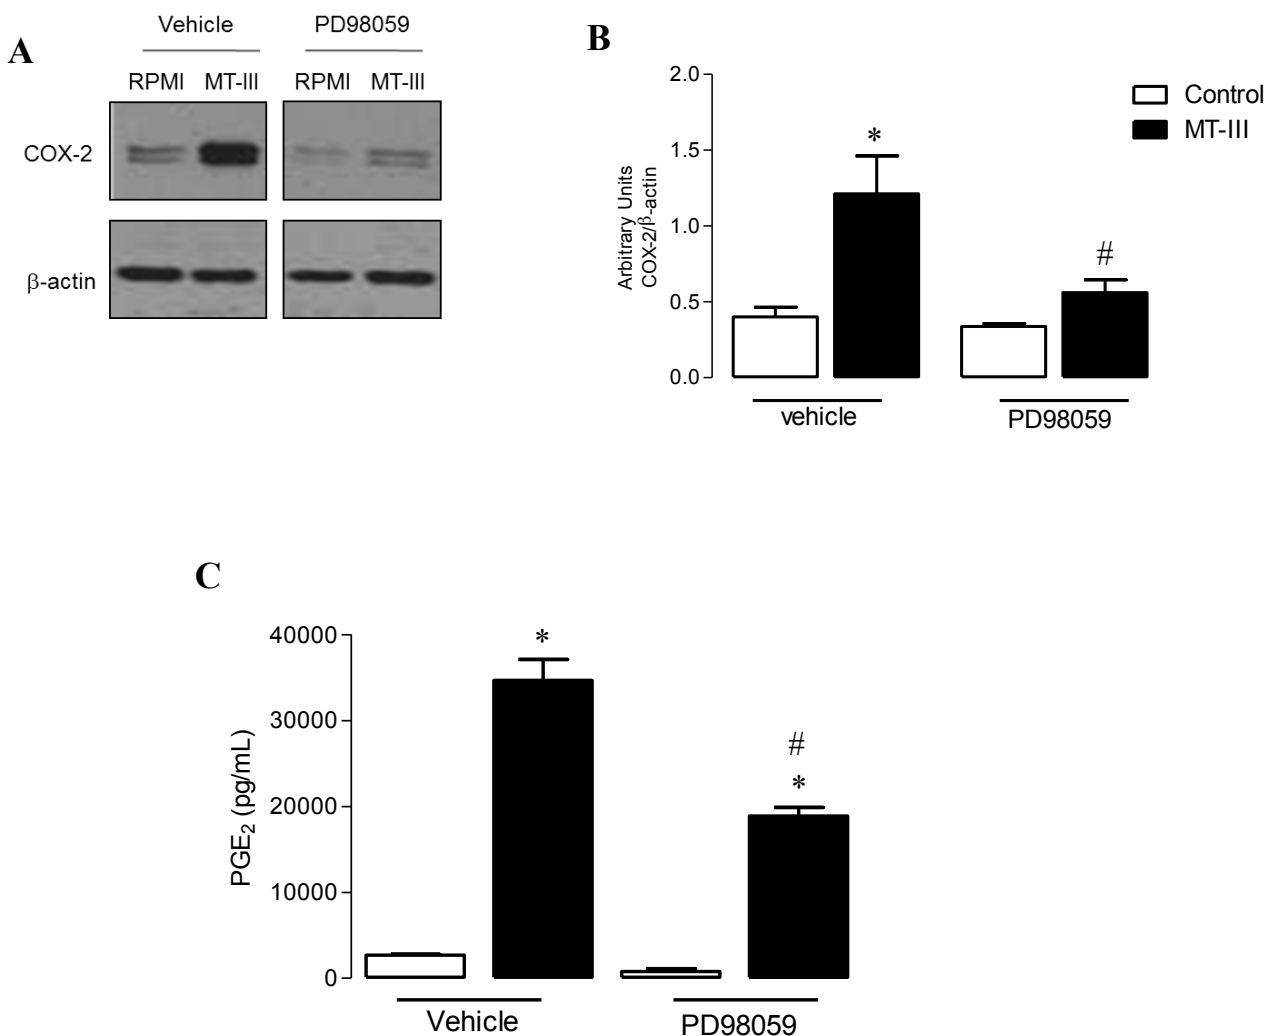 A
Vehicle PD98059
RPMI MT-III RPMI MT-III
COX-2
β-actin
B
Arbitrary Units
COX-2/β-actin
2.0
1.5
1.0
0.5
0.0
*
#
Control
MT-III
vehicle PD98059
C
PGE₂ (pg/mL)
40000
30000
20000
10000
0
*
#
*
Vehicle PD98059